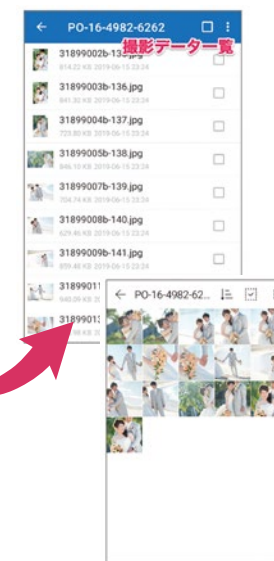 PO-16-4982-6262
撮影データ一覧
31899002b-135.jpg
814.22 KB 2019-06-15 23:24
31899003b-136.jpg
841.30 KB 2019-06-15 23:24
31899004b-137.jpg
723.80 KB 2019-06-15 23:24
31899005b-138.jpg
846.10 KB 2019-06-15 23:24
31899007b-139.jpg
704.74 KB 2019-06-15 23:24
31899008b-140.jpg
629.46 KB 2019-06-15 23:24
31899009b-141.jpg
859.48 KB 2019-06-15 23:24
3189901
PO-16-4982-62...
3189901